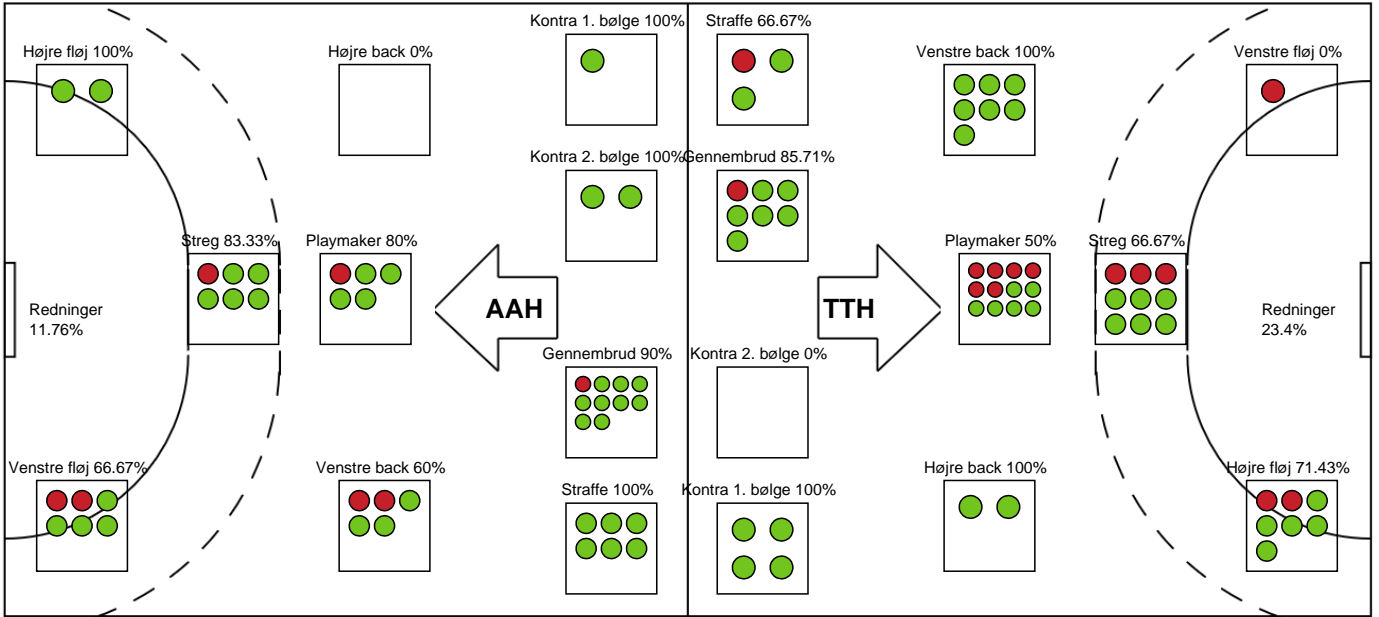 Kontra 1. bølge 100%
Straffe 66.67%
Højre fløj 100%
Højre back 0%
Venstre back 100%
Venstre fløj 0%
Kontra 2. bølge 100%
Gennembrud 85.71%
Streg 83.33%
Playmaker 80%
Playmaker 50%
Streg 66.67%
Redninger
11.76%
AAH
TTH
Redninger
23.4%
Gennembrud 90%
Kontra 2. bølge 0%
Venstre fløj 66.67%
Venstre back 60%
Højre back 100%
Højre fløj 71.43%
Straffe 100%
Kontra 1. bølge 100%